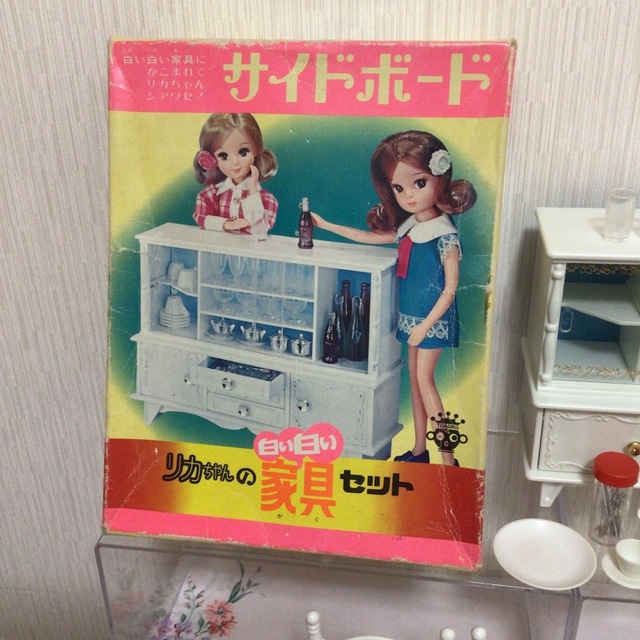 白い白い家具に
かこまれて
リカちゃん
シアワセ！
サイドボード
白い白い
リカちゃんの家具セット
かぐ